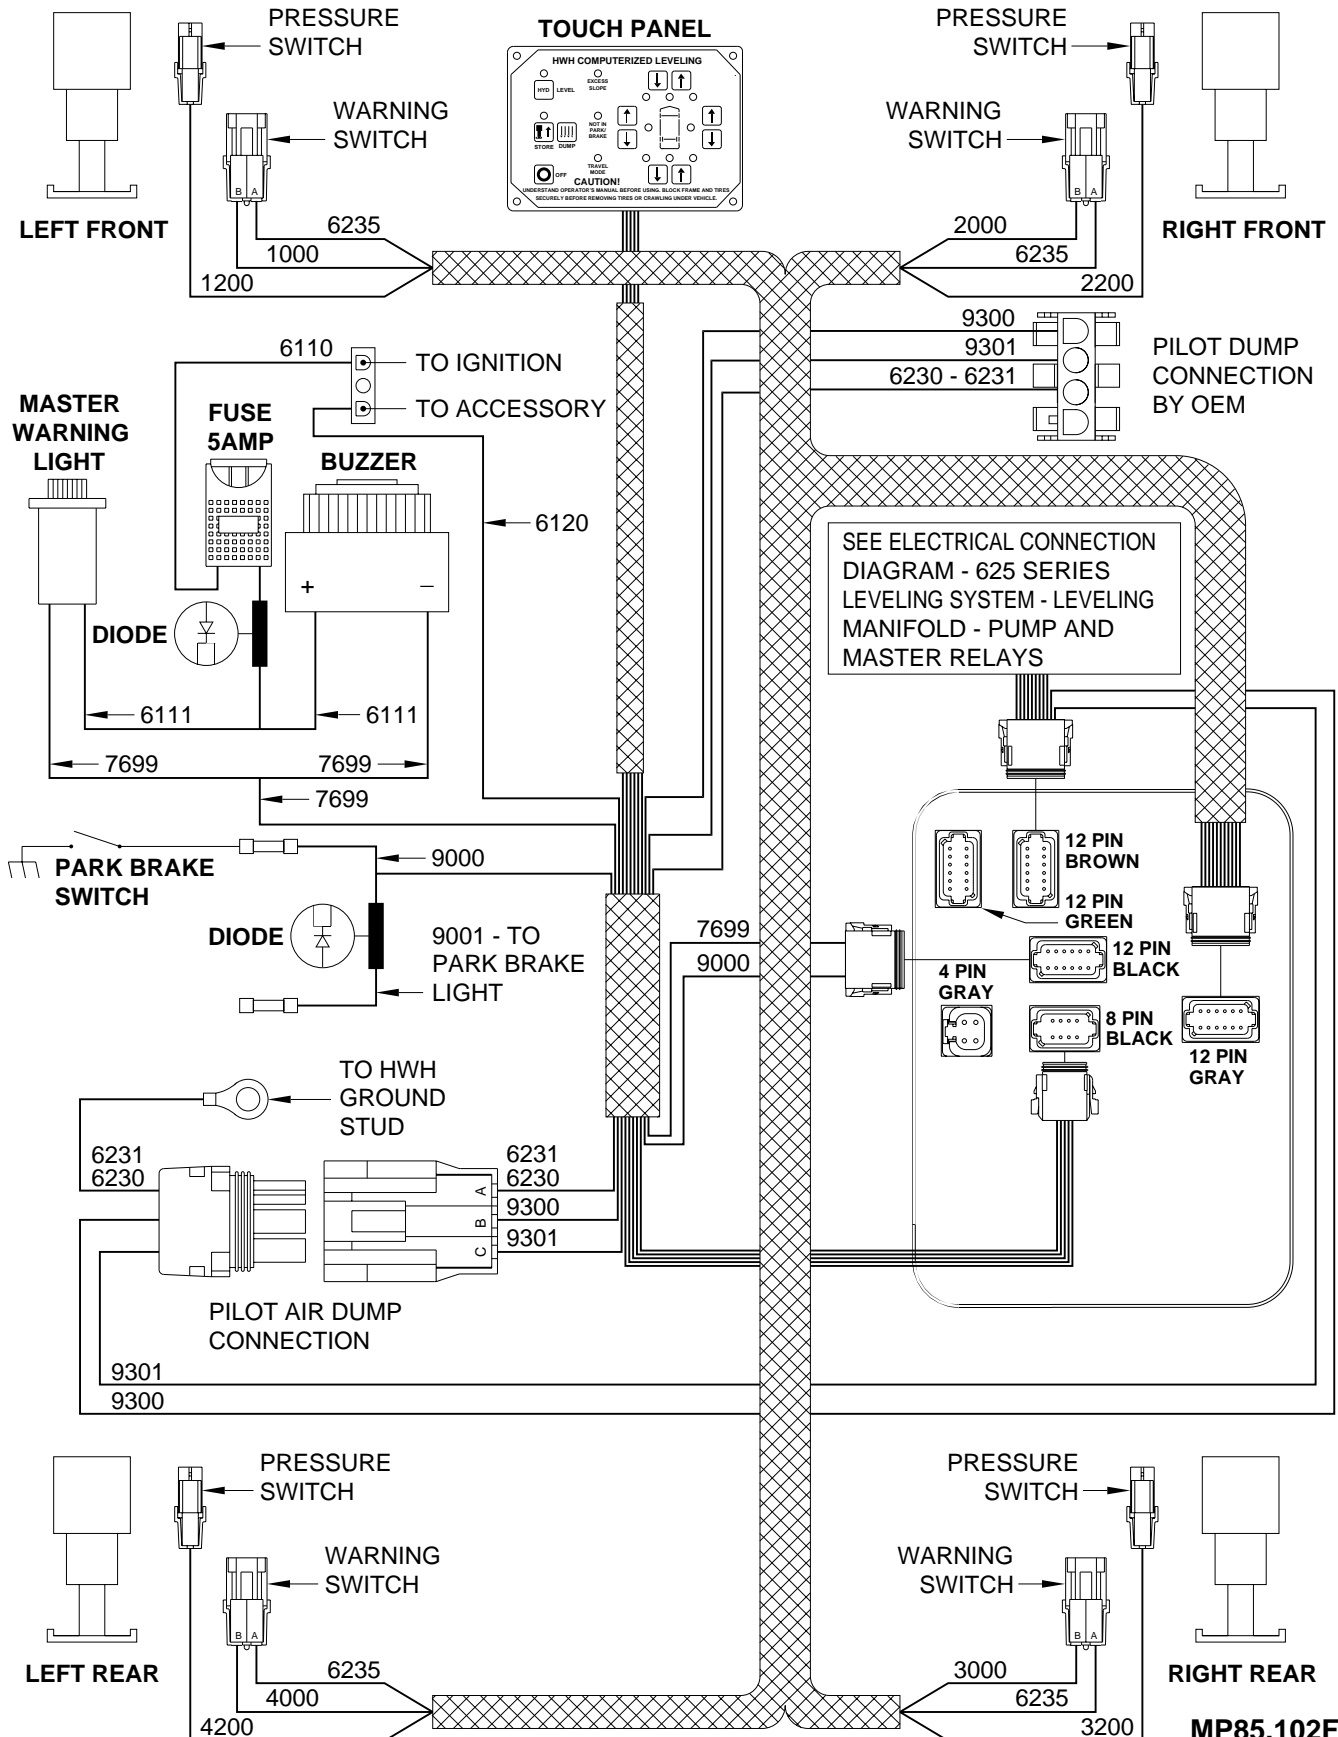 PRESSURE
SWITCH
WARNING
SWITCH
LEFT FRONT
B A
6235
1000
1200
TOUCH PANEL
HWH COMPUTERIZED LEVELING
HYD LEVEL
EXCESS
SLOPE
NOT IN
PARK/
BRAKE
STORE DUMP
TRAVEL
MODE
OFF
CAUTION!
UNDERSTAND OPERATOR'S MANUAL BEFORE USING. BLOCK FRAME AND TIRES
SECURELY BEFORE REMOVING TIRES OR CRAWLING UNDER VEHICLE.
PRESSURE
SWITCH
WARNING
SWITCH
RIGHT FRONT
B A
2000
6235
2200
9300
9301
6230 - 6231
PILOT DUMP
CONNECTION
BY OEM
6110
TO IGNITION
TO ACCESSORY
MASTER
WARNING
LIGHT
FUSE
5AMP
BUZZER
+ −
6120
DIODE
6111
6111
7699
7699
7699
SEE ELECTRICAL CONNECTION
DIAGRAM - 625 SERIES
LEVELING SYSTEM - LEVELING
MANIFOLD - PUMP AND
MASTER RELAYS
PARK BRAKE
SWITCH
9000
DIODE
9001 - TO
PARK BRAKE
LIGHT
7699
9000
12 PIN
BROWN
12 PIN
GREEN
12 PIN
BLACK
4 PIN
GRAY
8 PIN
BLACK
12 PIN
GRAY
TO HWH
GROUND
STUD
6231
6230
6231
6230
9300
9301
A
B
C
PILOT AIR DUMP
CONNECTION
9301
9300
PRESSURE
SWITCH
WARNING
SWITCH
LEFT REAR
B A
6235
4000
4200
PRESSURE
SWITCH
WARNING
SWITCH
RIGHT REAR
B A
3000
6235
3200
MP85.102F